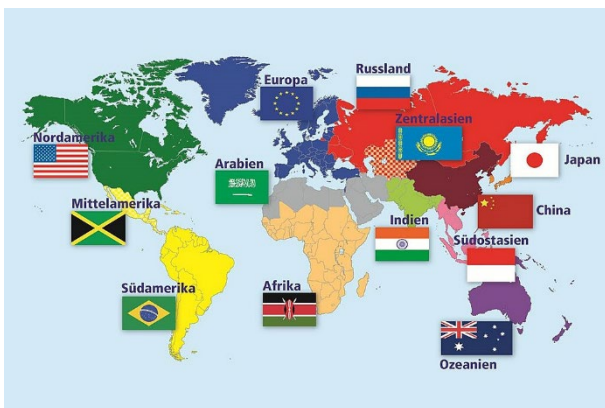 Russland
Europa
Zentralasien
Nordamerika
Japan
Arabien
Mittelamerika
China
Indien
Südostasien
Südamerika
Afrika
Ozeanien